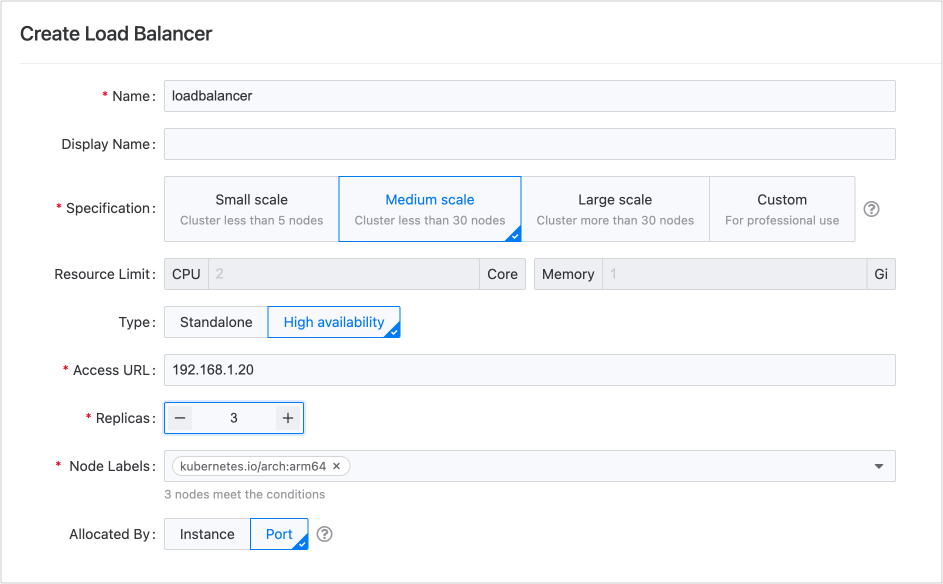 Create Load Balancer
* Name: loadbalancer
Display Name:
* Specification: Small scale Medium scale Large scale Custom
Cluster less than 5 nodes Cluster less than 30 nodes Cluster more than 30 nodes For professional use
Resource Limit: CPU 2 Core Memory 1 Gi
Type: Standalone High availability
* Access URL: 192.168.1.20
* Replicas: − 3 +
* Node Labels: kubernetes.io/arch:arm64 ×
3 nodes meet the conditions
Allocated By: Instance Port ?